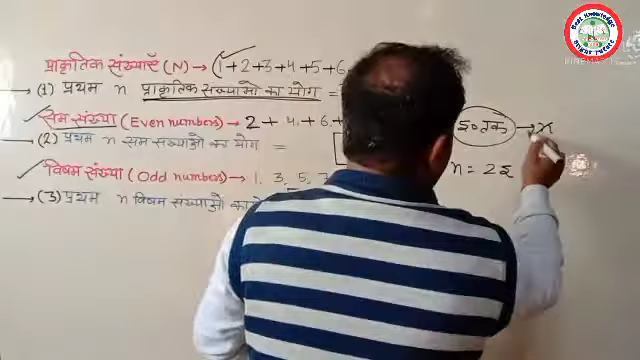 प्राकृतिक संख्याएँ (N) → (1+2+3+4+5+6
(1) प्रथम n प्राकृतिक संख्याओ का योग =
सम संख्या (Even numbers) → 2 + 4 + 6 +
(2) प्रथम n सम संख्याओ का योग =
विषम संख्या (Odd numbers) → 1, 3, 5, 7
(3) प्रथम n विषम संख्याओ का
तक → n
n = 2